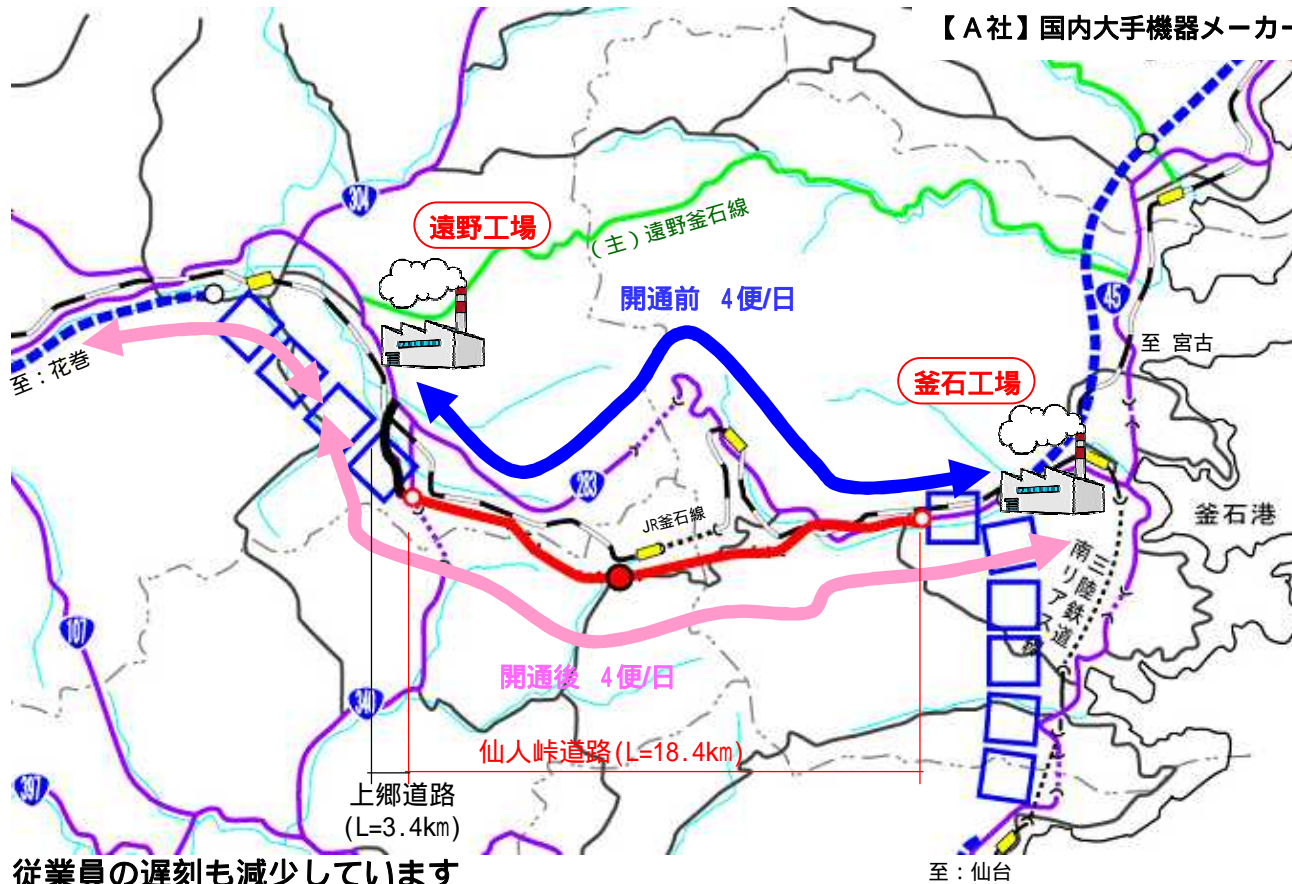 【Ａ社】国内大手機器メーカー
304
遠野工場
(主)遠野釜石線
開通前 4便/日
45
至 宮古
至：花巻
釜石工場
283
JR釜石線
釜石港
三陸鉄道
南リアス線
107
開通後 4便/日
340
仙人峠道路(L=18.4km)
397
上郷道路
(L=3.4km)
従業員の遅刻も減少しています
至：仙台